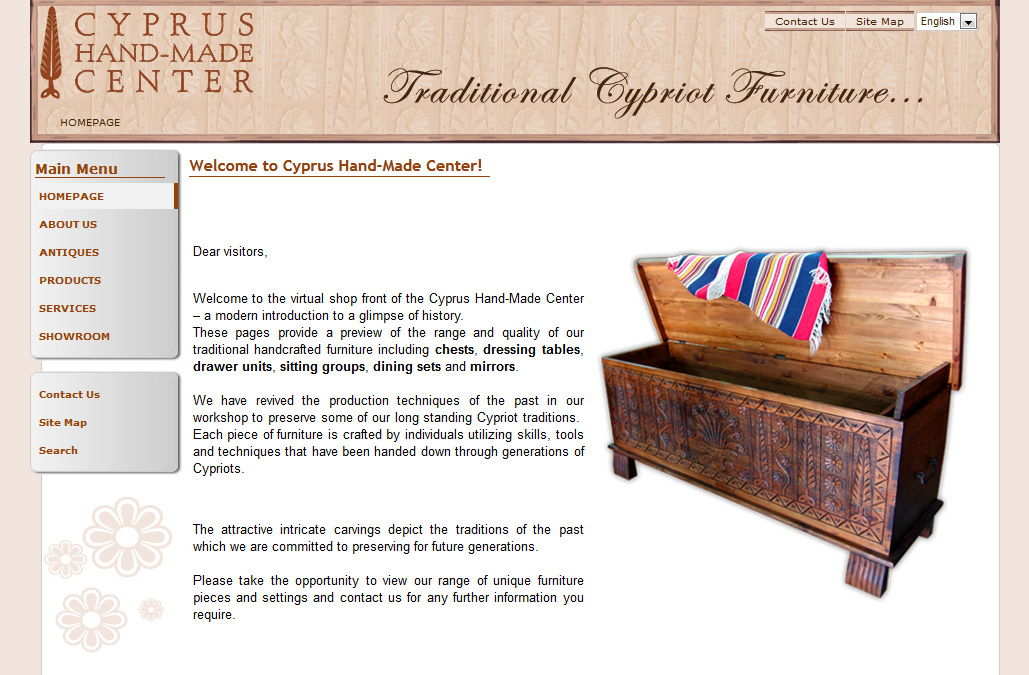 CYPRUS
HAND-MADE
CENTER
Contact Us
Site Map
English
Traditional Cypriot Furniture...
HOMEPAGE
Main Menu
HOMEPAGE
ABOUT US
ANTIQUES
PRODUCTS
SERVICES
SHOWROOM
Contact Us
Site Map
Search
Welcome to Cyprus Hand-Made Center!
Dear visitors,
Welcome to the virtual shop front of the Cyprus Hand-Made Center
– a modern introduction to a glimpse of history.
These pages provide a preview of the range and quality of our
traditional handcrafted furniture including chests, dressing tables,
drawer units, sitting groups, dining sets and mirrors.
We have revived the production techniques of the past in our
workshop to preserve some of our long standing Cypriot traditions.
Each piece of furniture is crafted by individuals utilizing skills, tools
and techniques that have been handed down through generations of
Cypriots.
The attractive intricate carvings depict the traditions of the past
which we are committed to preserving for future generations.
Please take the opportunity to view our range of unique furniture
pieces and settings and contact us for any further information you
require.